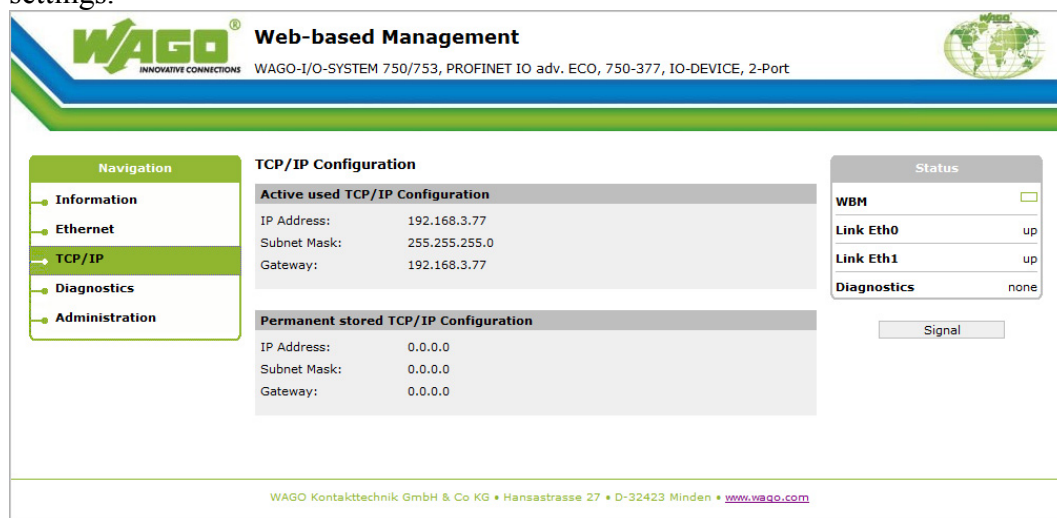 settings.
WAGO®
INNOVATIVE CONNECTIONS
Web-based Management
WAGO-I/O-SYSTEM 750/753, PROFINET IO adv. ECO, 750-377, IO-DEVICE, 2-Port
WAGO
Navigation
Information
Ethernet
TCP/IP
Diagnostics
Administration
TCP/IP Configuration
Active used TCP/IP Configuration
IP Address: 192.168.3.77
Subnet Mask: 255.255.255.0
Gateway: 192.168.3.77
Permanent stored TCP/IP Configuration
IP Address: 0.0.0.0
Subnet Mask: 0.0.0.0
Gateway: 0.0.0.0
Status
WBM
Link Eth0 up
Link Eth1 up
Diagnostics none
Signal
WAGO Kontakttechnik GmbH & Co KG • Hansastrasse 27 • D-32423 Minden • www.wago.com